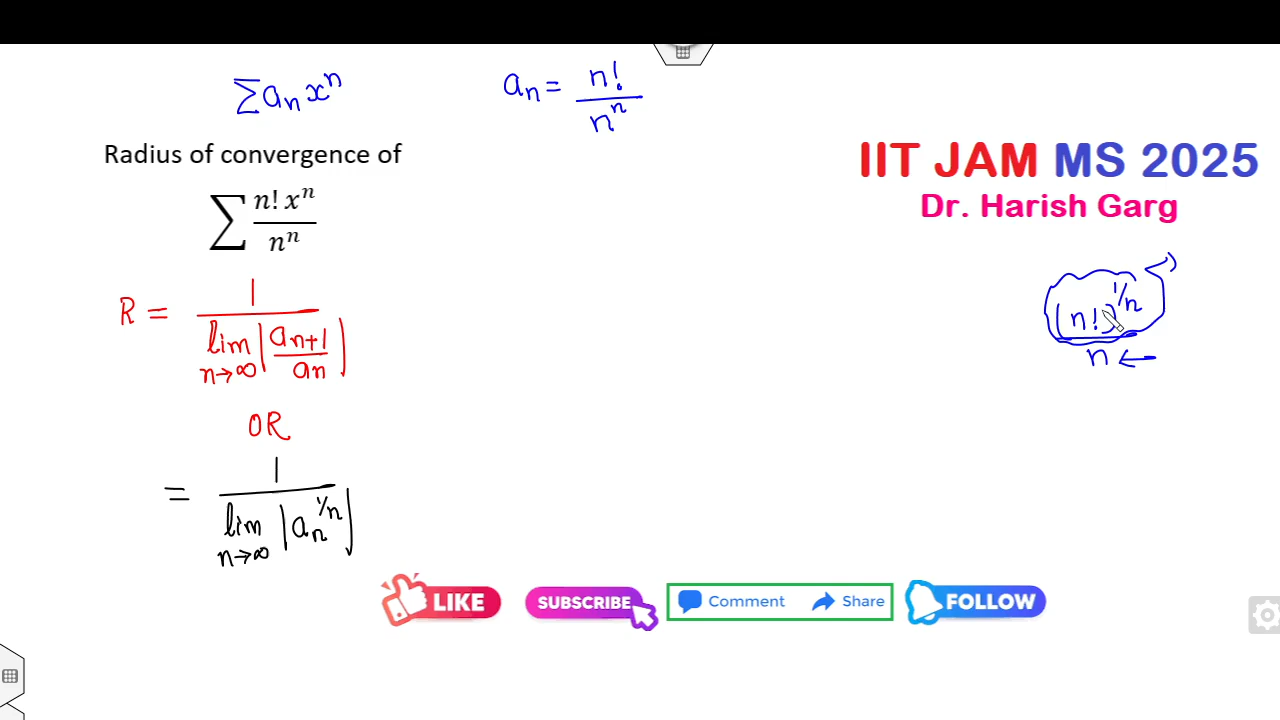 ∑aₙxⁿ
aₙ = n!/nⁿ
Radius of convergence of
∑ n! xⁿ/nⁿ
IIT JAM MS 2025
Dr. Harish Garg
R = 1/(lim n→∞ |aₙ₊₁/aₙ|)
(n!)^(1/n)/n ←
OR
= 1/(lim n→∞ |aₙ^(1/n)|)
LIKE
SUBSCRIBE
Comment
Share
FOLLOW